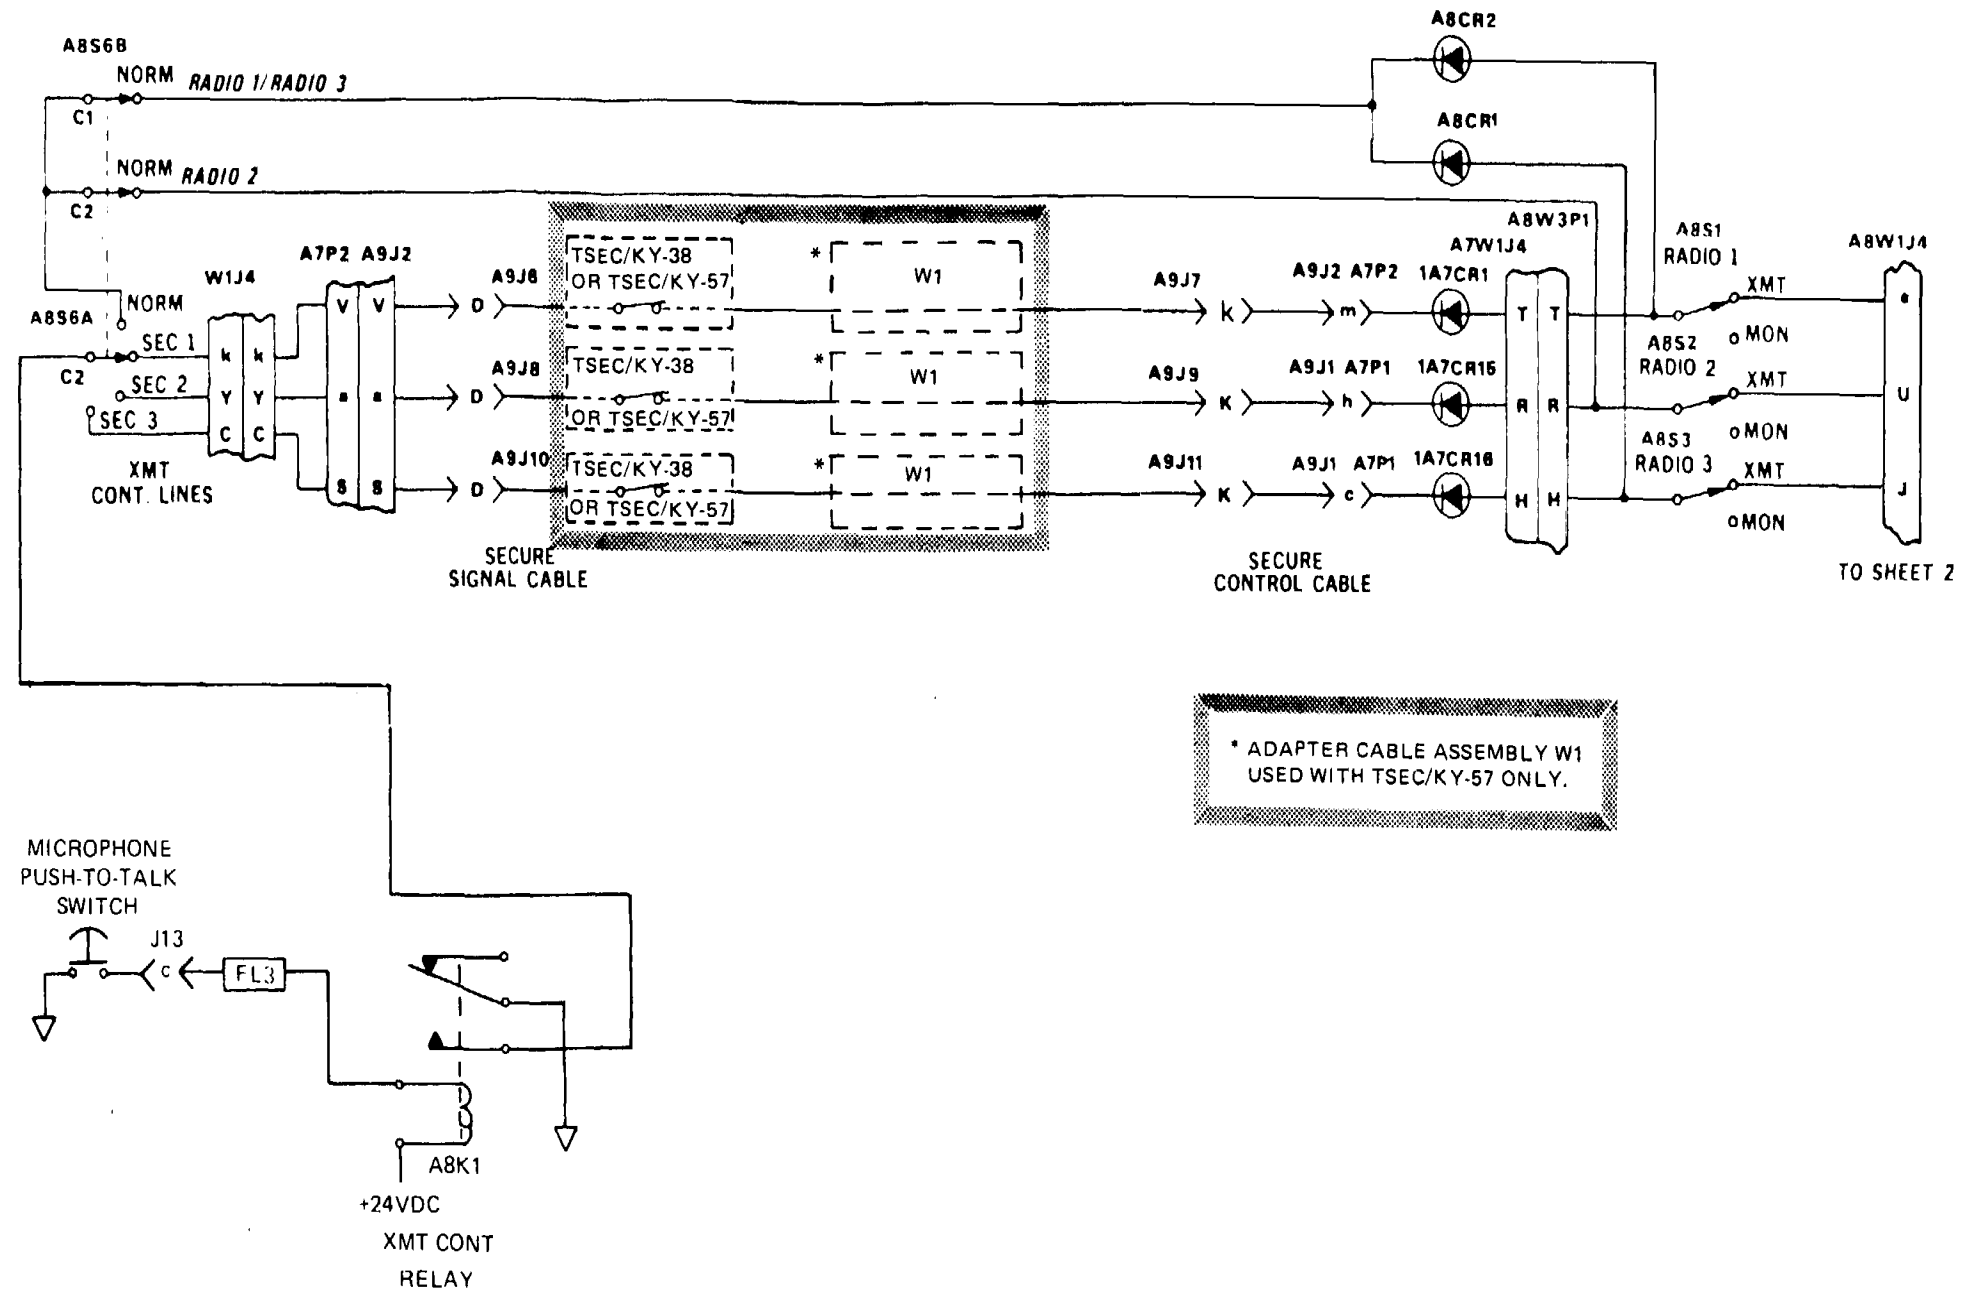 A8CR2
A8S6B
NORM RADIO 1/RADIO 3
C1
A8CR1
NORM RADIO 2
C2
A8W3P1
A7W1J4
A8S1
RADIO 1
A8W1J4
W1J4
A7P2 A9J2
A9J6
TSEC/KY-38
OR TSEC/KY-57
* W1
A9J7
A9J2 A7P2
1A7CR1
XMT
NORM
V V
D
k
m
T T
e
A8S6A
SEC 1
MON
C2
k k
A8S2
RADIO 2
A9J8
TSEC/KY-38
* W1
A9J9
A9J1 A7P1
1A7CR15
XMT
SEC 2
Y Y
a a
D
K
h
R R
U
SEC 3
OR TSEC/KY-57
MON
C C
A8S3
RADIO 3
XMT
CONT. LINES
A9J10
TSEC/KY-38
* W1
A9J11
A9J1 A7P1
1A7CR16
XMT
S S
D
K
c
H H
J
OR TSEC/KY-57
MON
SECURE
SIGNAL CABLE
SECURE
CONTROL CABLE
TO SHEET 2
* ADAPTER CABLE ASSEMBLY W1
USED WITH TSEC/KY-57 ONLY.
MICROPHONE
PUSH-TO-TALK
SWITCH
J13
C
FL3
A8K1
+24VDC
XMT CONT
RELAY